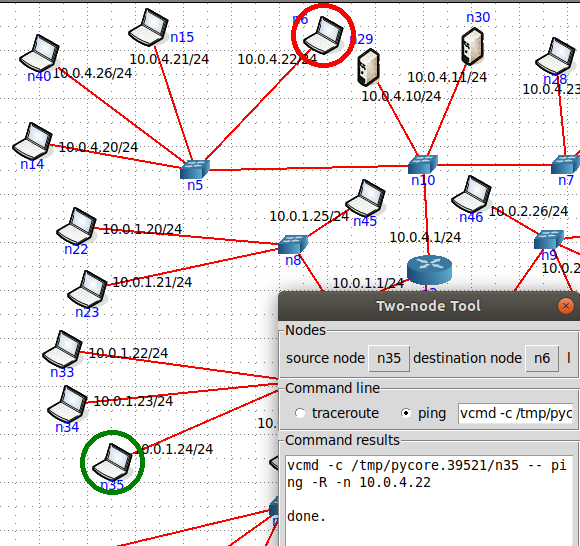 n6
n15
n29
n30
10.0.4.21/24
10.0.4.22/24
n40
10.0.4.26/24
10.0.4.11/24
n28
10.0.4.23
10.0.4.10/24
10.0.4.20/24
n14
n5
n10
n7
10.0.1.25/24
n45
n46
10.0.2.26/24
n22
10.0.1.20/24
10.0.4.1/24
n8
n9
10.0.2
n23
10.0.1.21/24
10.0.1.1/24
Two-node Tool
Nodes
source node n35 destination node n6 l
Command line
traceroute ping vcmd -c /tmp/pyc
Command results
vcmd -c /tmp/pycore.39521/n35 -- pi
ng -R -n 10.0.4.22
done.
n33
10.0.1.22/24
n34
10.0.1.23/24
10.
0.1.24/24
n35